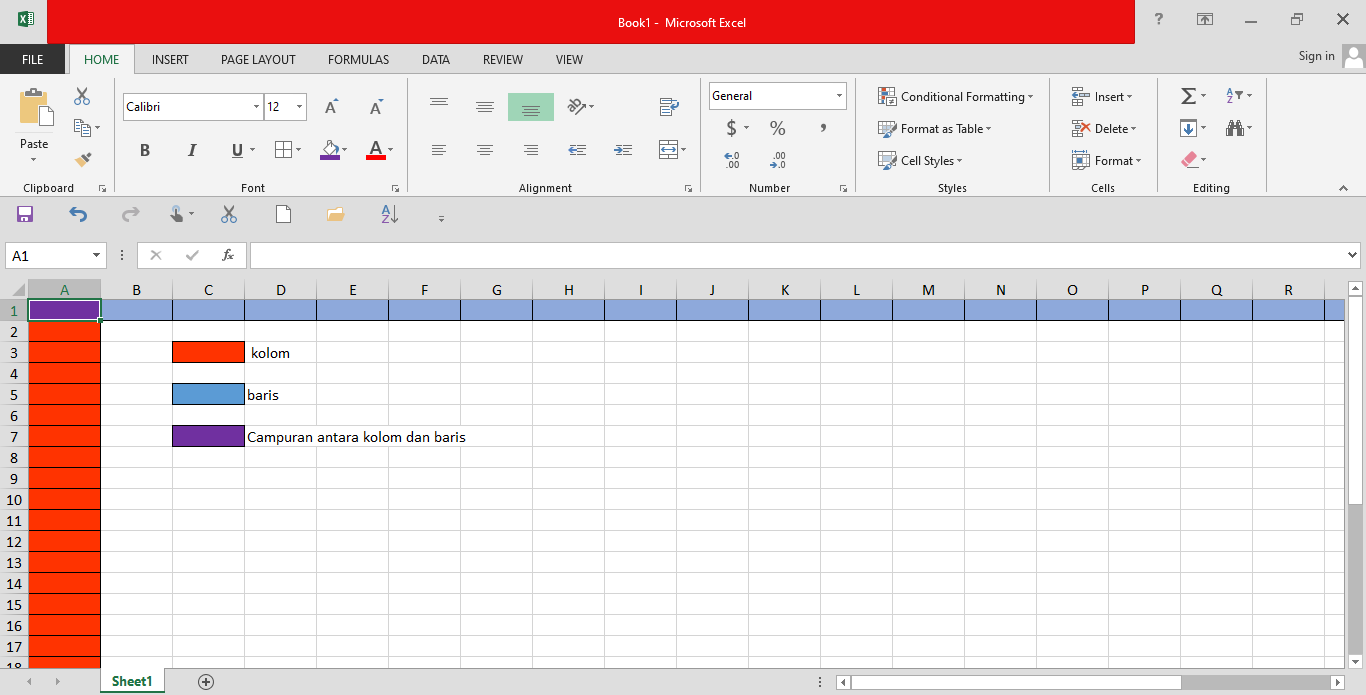 Book1 - Microsoft Excel
?
FILE HOME INSERT PAGE LAYOUT FORMULAS DATA REVIEW VIEW Sign in
Calibri 12 A A General Conditional Formatting Insert Σ A Z
Paste B I U A $ % , Format as Table Delete
.0 .00 .00 .0 Cell Styles Format
Clipboard Font Alignment Number Styles Cells Editing
A Z
A1 fx
A B C D E F G H I J K L M N O P Q R
1
2
3 kolom
4
5 baris
6
7 Campuran antara kolom dan baris
8
9
10
11
12
13
14
15
16
17
18
Sheet1